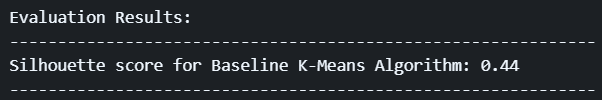 Evaluation Results:
------------------------------------------------------------
Silhouette score for Baseline K-Means Algorithm: 0.44
------------------------------------------------------------